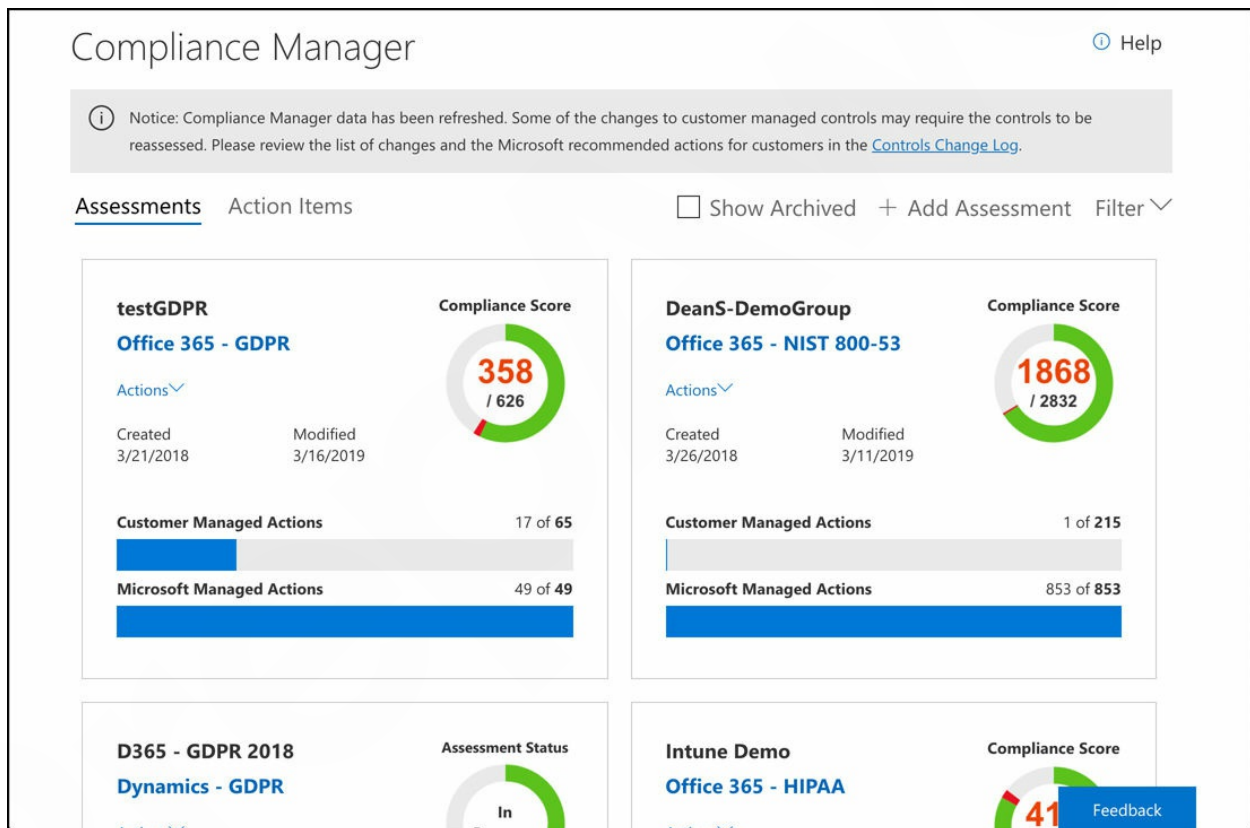 Compliance Manager
Help
Notice: Compliance Manager data has been refreshed. Some of the changes to customer managed controls may require the controls to be
reassessed. Please review the list of changes and the Microsoft recommended actions for customers in the Controls Change Log.
Assessments Action Items Show Archived + Add Assessment Filter
testGDPR
Compliance Score
Office 365 - GDPR
358
/ 626
Actions
Created Modified
3/21/2018 3/16/2019
Customer Managed Actions 17 of 65
Microsoft Managed Actions 49 of 49
DeanS-DemoGroup
Compliance Score
Office 365 - NIST 800-53
1868
/ 2832
Actions
Created Modified
3/26/2018 3/11/2019
Customer Managed Actions 1 of 215
Microsoft Managed Actions 853 of 853
D365 - GDPR 2018
Assessment Status
Dynamics - GDPR
In
Intune Demo
Compliance Score
Office 365 - HIPAA
Feedback